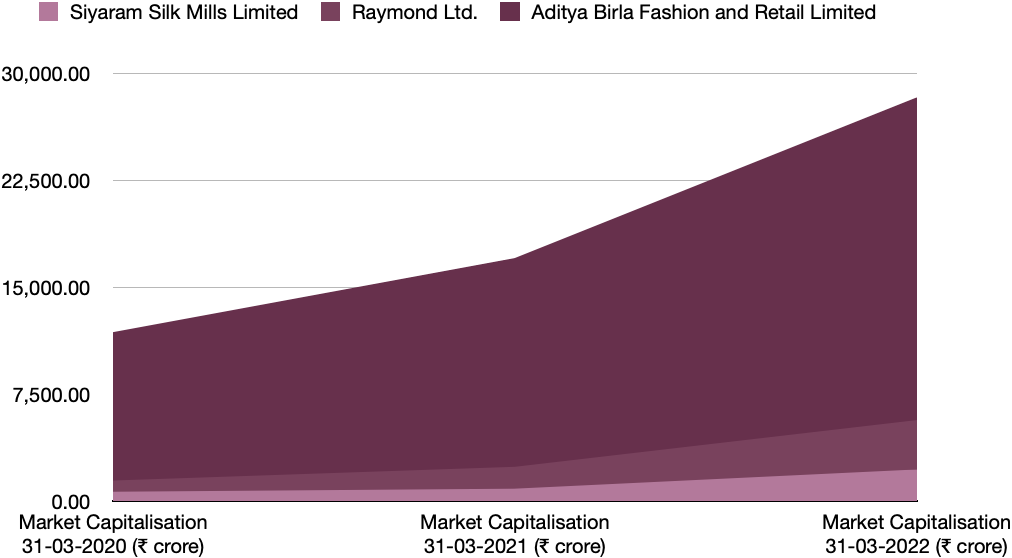 Siyaram Silk Mills Limited Raymond Ltd. Aditya Birla Fashion and Retail Limited
30,000.00
22,500.00
15,000.00
7,500.00
0.00
Market Capitalisation
31-03-2020 (₹ crore)
Market Capitalisation
31-03-2021 (₹ crore)
Market Capitalisation
31-03-2022 (₹ crore)